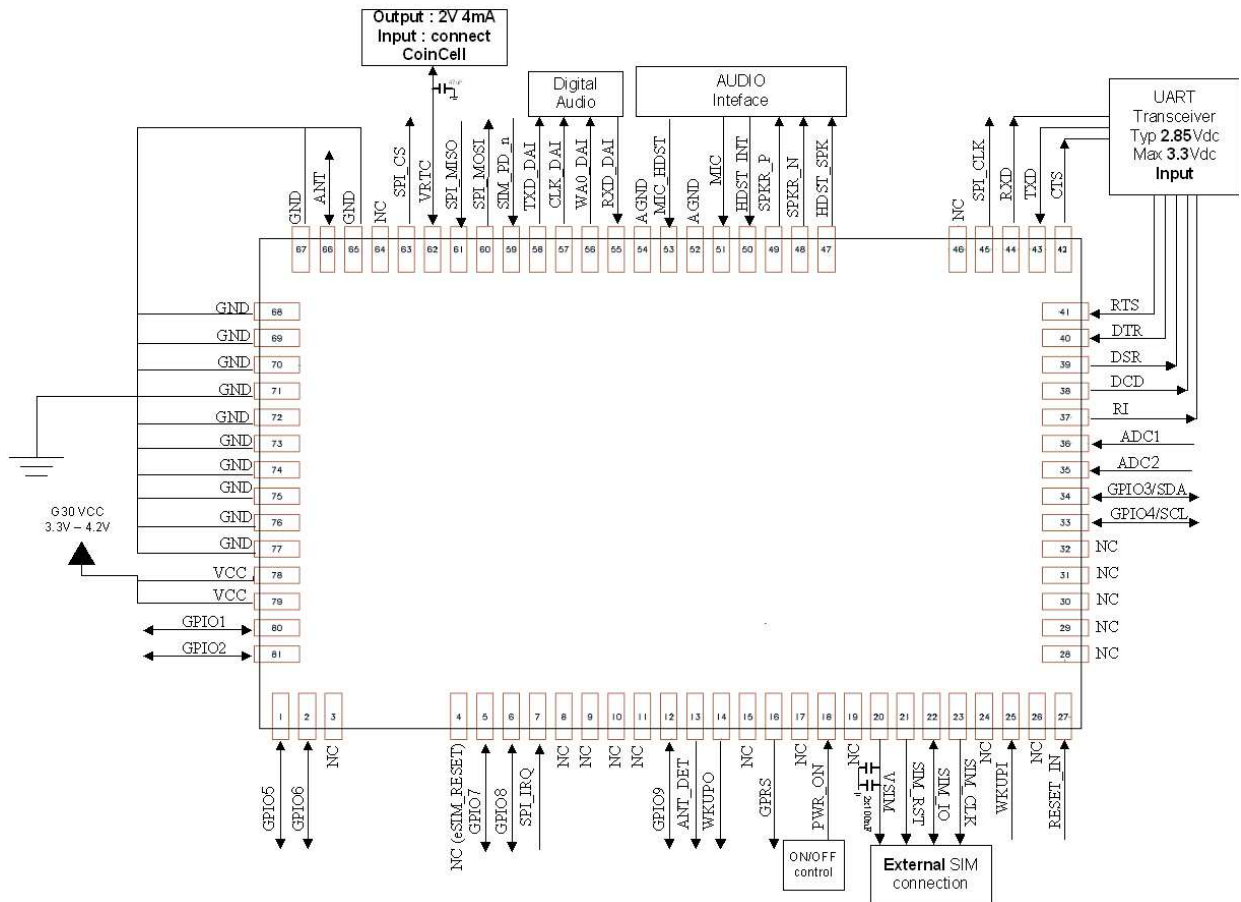 Output : 2V 4mA
Input : connect
CoinCell
Digital
Audio
AUDIO
Inteface
UART
Transceiver
Typ 2.85Vdc
Max 3.3Vdc
Input
GND
ANT
GND
NC
SPI_CS
VRTC
SPI_MISO
SPI_MOSI
SIM_PD_n
TXD_DAI
CLK_DAI
WA0_DAI
RXD_DAI
AGND
MIC_HDST
AGND
MIC
HDST_INT
SPKR_P
SPKR_N
HDST_SPK
NC
SPI_CLK
RXD
TXD
CTS
67
66
65
64
63
62
61
60
59
58
57
56
55
54
53
52
51
50
49
48
47
46
45
44
43
42
GND 68
GND 69
GND 70
GND 71
GND 72
GND 73
GND 74
GND 75
GND 76
GND 77
G30 VCC
3.3V – 4.2V
VCC 78
VCC 79
GPIO1 80
GPIO2 81
41 RTS
40 DTR
39 DSR
38 DCD
37 RI
36 ADC1
35 ADC2
34 GPIO3/SDA
33 GPIO4/SCL
32 NC
31 NC
30 NC
29 NC
28 NC
1
2
3
4
5
6
7
8
9
10
11
12
13
14
15
16
17
18
19
20
21
22
23
24
25
26
27
GPIO5
GPIO6
NC
NC (eSIM_RESET)
GPIO7
GPIO8
SPI_IRQ
NC
NC
NC
NC
GPIO9
ANT_DET
WKUPO
NC
GPRS
NC
PWR_ON
NC
2x100nF
VSIM
SIM_RST
SIM_IO
SIM_CLK
NC
WKUPI
NC
RESET_IN
ON/OFF
control
External SIM
connection